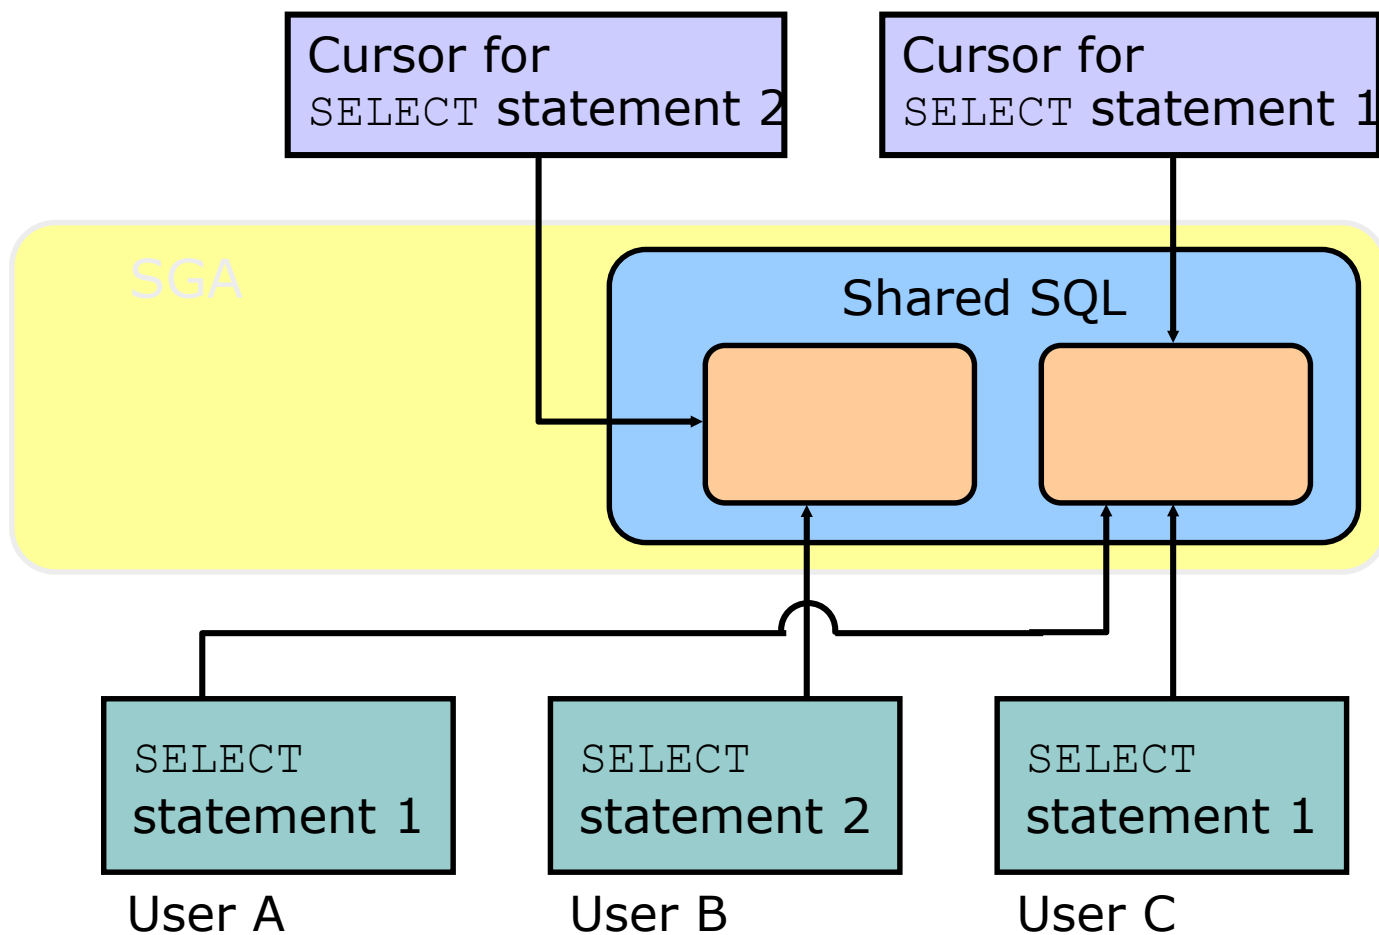 Cursor for
SELECT statement 2
Cursor for
SELECT statement 1
SGA
Shared SQL
SELECT
statement 1
SELECT
statement 2
SELECT
statement 1
User A
User B
User C